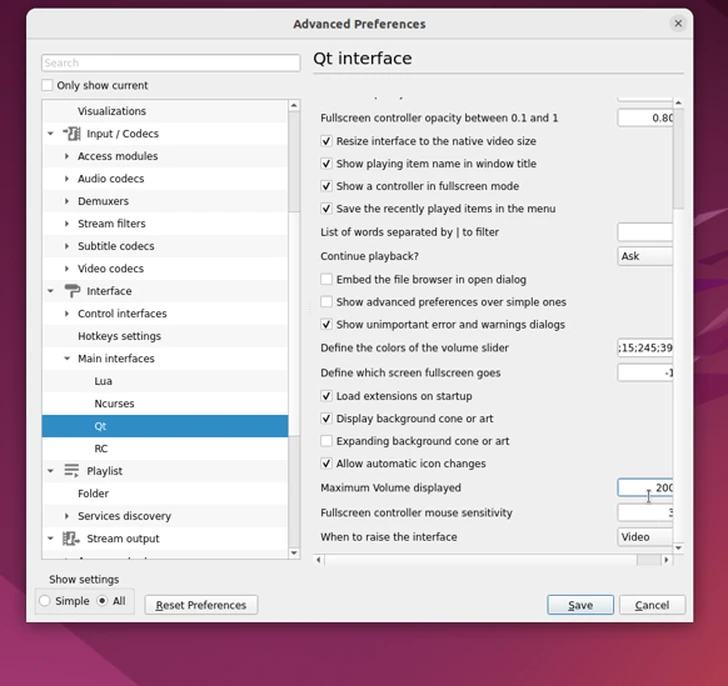 Advanced Preferences
Search
Only show current
Visualizations
Input / Codecs
Access modules
Audio codecs
Demuxers
Stream filters
Subtitle codecs
Video codecs
Interface
Control interfaces
Hotkeys settings
Main interfaces
Lua
Ncurses
Qt
RC
Playlist
Folder
Services discovery
Stream output
Qt interface
Fullscreen controller opacity between 0.1 and 1 0.80
Resize interface to the native video size
Show playing item name in window title
Show a controller in fullscreen mode
Save the recently played items in the menu
List of words separated by | to filter
Continue playback? Ask
Embed the file browser in open dialog
Show advanced preferences over simple ones
Show unimportant error and warnings dialogs
Define the colors of the volume slider ;15;245;39
Define which screen fullscreen goes -1
Load extensions on startup
Display background cone or art
Expanding background cone or art
Allow automatic icon changes
Maximum Volume displayed 200
Fullscreen controller mouse sensitivity 3
When to raise the interface Video
Show settings
Simple All
Reset Preferences
Save Cancel